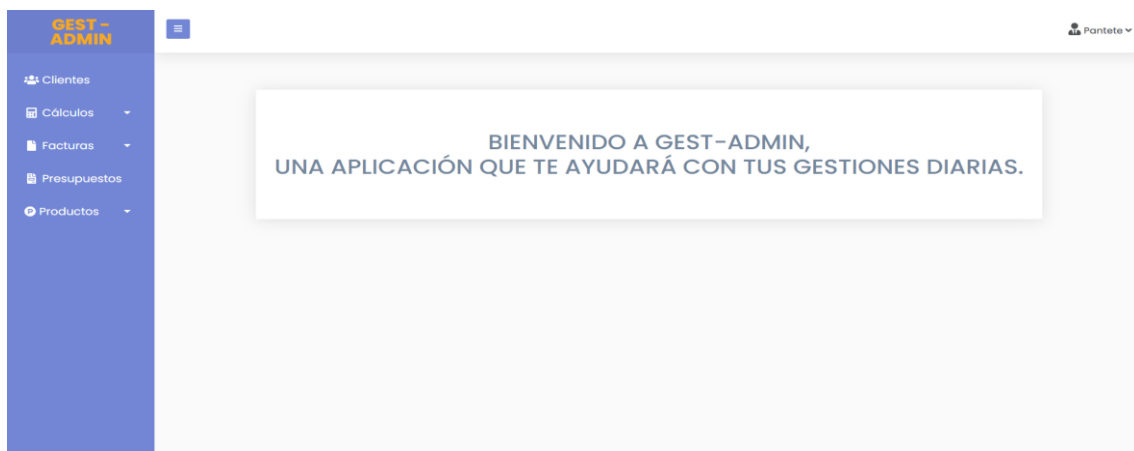 GEST -
ADMIN
Pantete
Clientes
Cálculos
Facturas
Presupuestos
Productos
BIENVENIDO A GEST-ADMIN,
UNA APLICACIÓN QUE TE AYUDARÁ CON TUS GESTIONES DIARIAS.